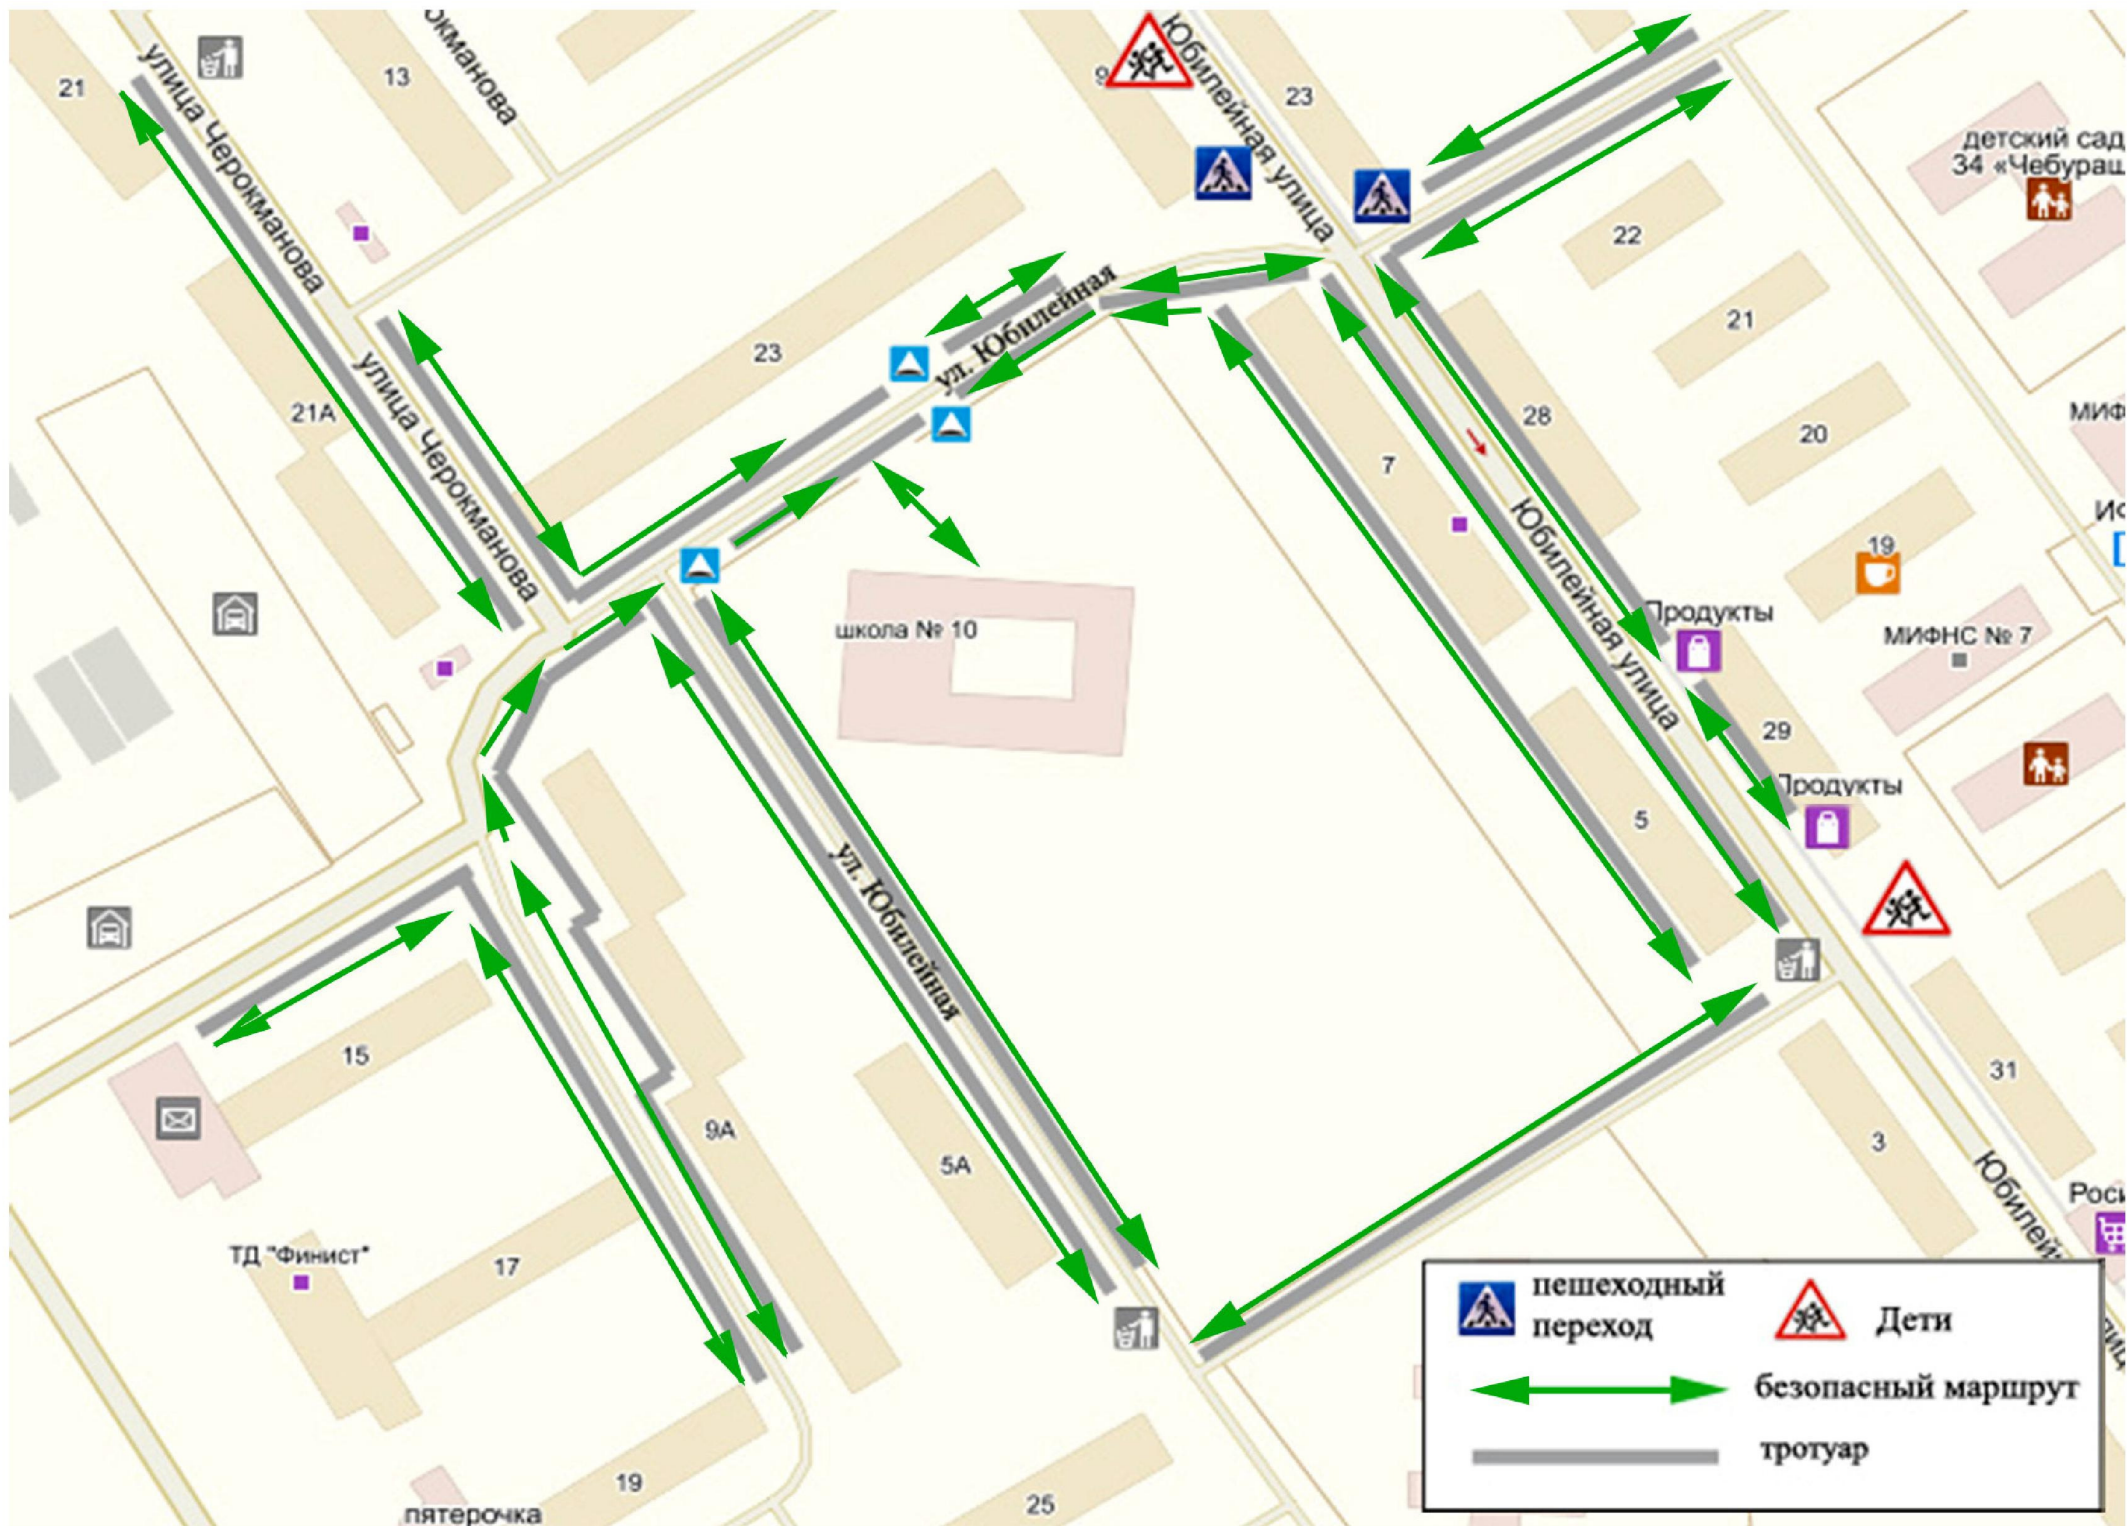 21
улица Черокманова
13
окманова
9
Юбилейная улица
23
детский сад
34 «Чебураш
22
улица Черокманова
21А
23
ул. Юбилейная
21
28
20
МИФ
7
19
Юбилейная улица
Продукты
МИФНС № 7
школа № 10
29
Продукты
5
ул. Юбилейная
15
9А
5А
31
3
Юбилей
Роси
ТД "Финист"
17
19
25
пятерочка
пешеходный
переход
Дети
безопасный маршрут
тротуар